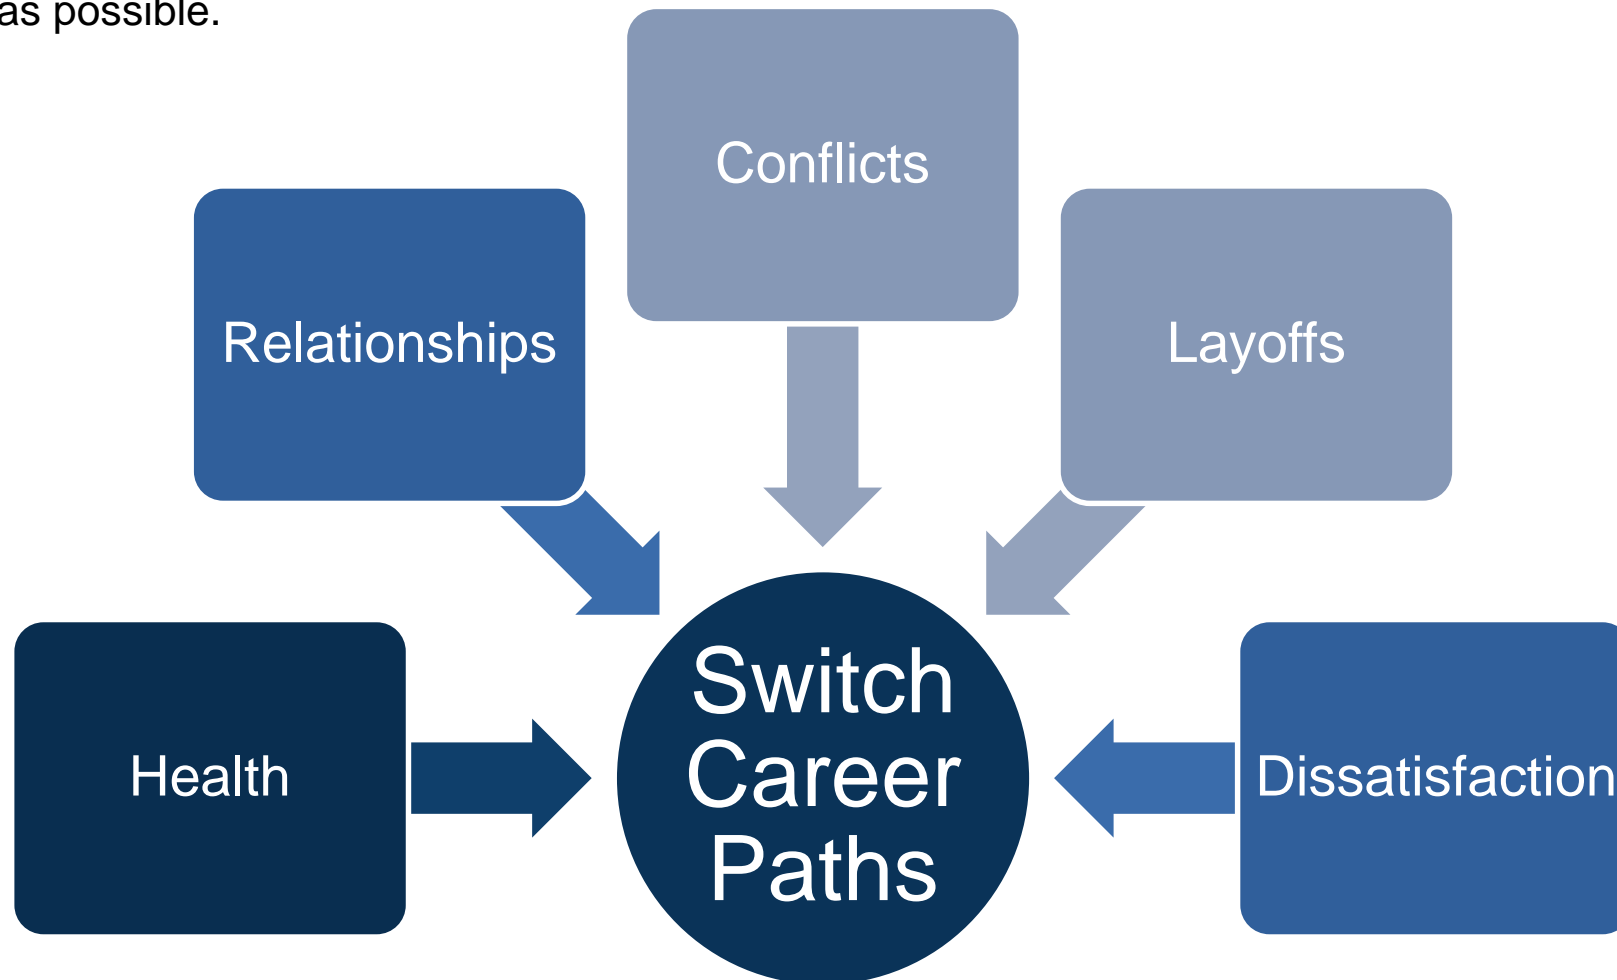 as possible.
Conflicts
Relationships
Layoffs
Switch
Career
Paths
Health
Dissatisfaction